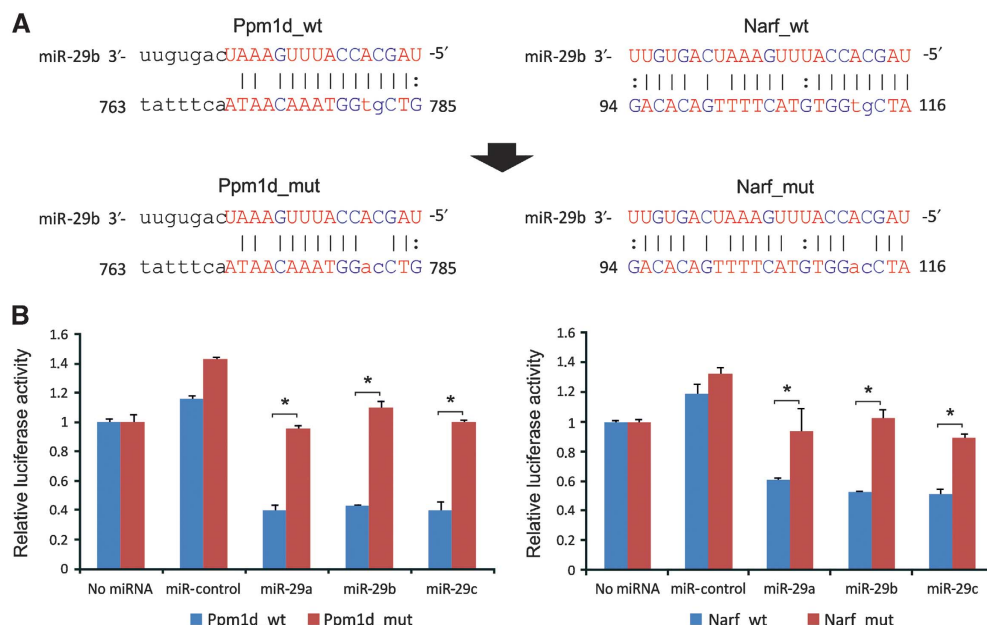 A
Ppm1d_wt
miR-29b 3′- uugugacUAAAGUUUACCACGAU -5′
|| ||||||||||:
763 tatttcaATAACAAATGGtgCTG 785
Narf_wt
miR-29b 3′- UUGUGACUAAAGUUUACCACGAU -5′
:|||| |||||| :||||||||
94 GACACAGTTTTCATGTGGtgCTA 116
Ppm1d_mut
miR-29b 3′- uugugacUAAAGUUUACCACGAU -5′
|| ||||||| ||:
763 tatttcaATAACAAATGGacCTG 785
Narf_mut
miR-29b 3′- UUGUGACUAAAGUUUACCACGAU -5′
:|||| |||||| :||| |||
94 GACACAGTTTTCATGTGGacCTA 116
B
Relative luciferase activity
1.6
1.4
1.2
1
0.8
0.6
0.4
0.2
0
* * *
No miRNA miR-control miR-29a miR-29b miR-29c
Ppm1d_wt Ppm1d_mut
Relative luciferase activity
1.6
1.4
1.2
1
0.8
0.6
0.4
0.2
0
* * *
No miRNA miR-control miR-29a miR-29b miR-29c
Narf_wt Narf_mut